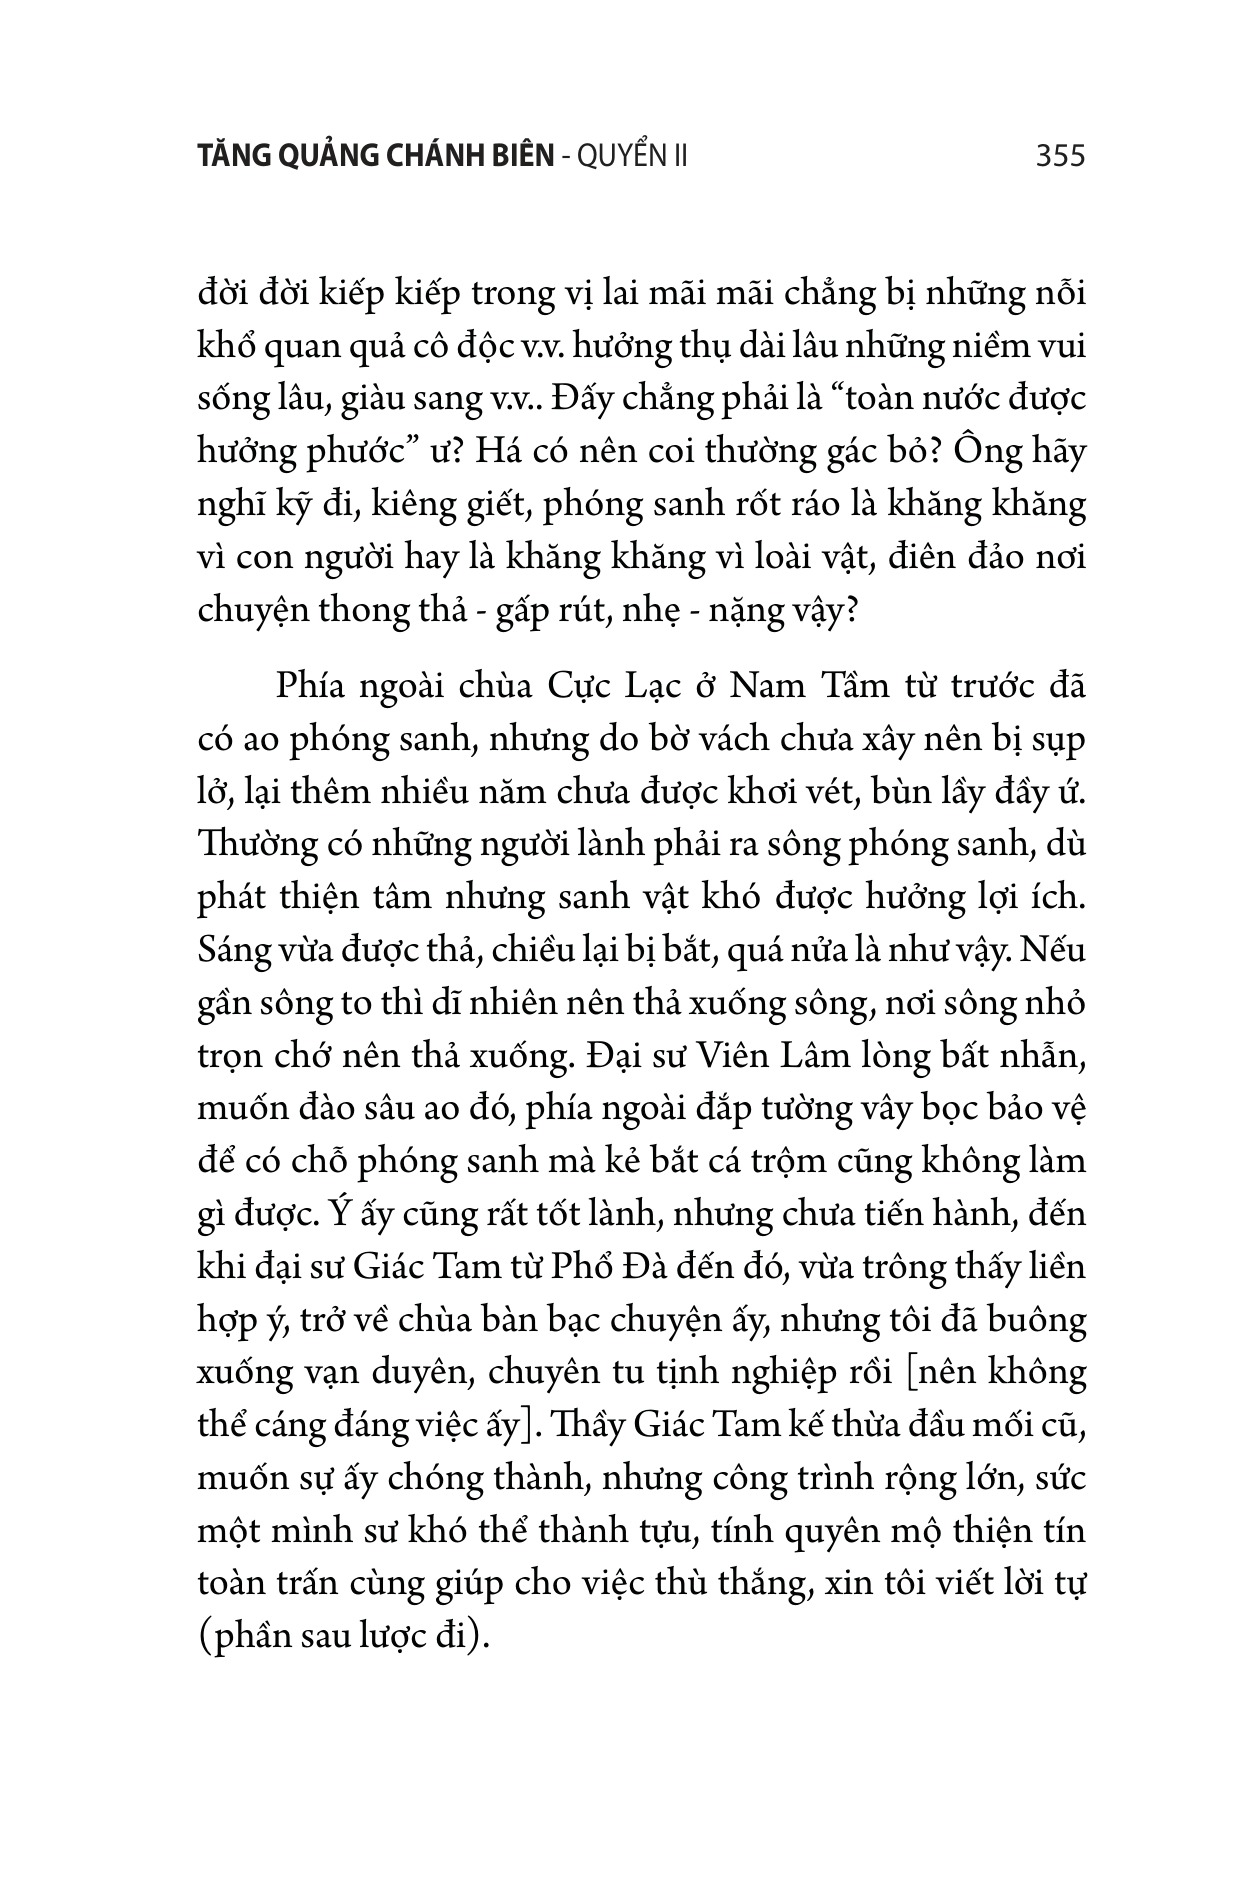 TĂNG QUẢNG CHÁNH BIÊN - QUYỂN II 355
đời đời kiếp kiếp trong vị lai mãi mãi chẳng bị những nỗi
khổ quan quả cô độc v.v. hưởng thụ dài lâu những niềm vui
sống lâu, giàu sang v.v.. Đấy chẳng phải là “toàn nước được
hưởng phước” ư? Há có nên coi thường gác bỏ? Ông hãy
nghĩ kỹ đi, kiêng giết, phóng sanh rốt ráo là khăng khăng
vì con người hay là khăng khăng vì loài vật, điên đảo nơi
chuyện thong thả - gấp rút, nhẹ - nặng vậy?
Phía ngoài chùa Cực Lạc ở Nam Tầm từ trước đã
có ao phóng sanh, nhưng do bờ vách chưa xây nên bị sụp
lở, lại thêm nhiều năm chưa được khơi vét, bùn lầy đầy ứ.
Thường có những người lành phải ra sông phóng sanh, dù
phát thiện tâm nhưng sanh vật khó được hưởng lợi ích.
Sáng vừa được thả, chiều lại bị bắt, quá nửa là như vậy. Nếu
gần sông to thì dĩ nhiên nên thả xuống sông, nơi sông nhỏ
trọn chớ nên thả xuống. Đại sư Viên Lâm lòng bất nhẫn,
muốn đào sâu ao đó, phía ngoài đắp tường vây bọc bảo vệ
để có chỗ phóng sanh mà kẻ bắt cá trộm cũng không làm
gì được. Ý ấy cũng rất tốt lành, nhưng chưa tiến hành, đến
khi đại sư Giác Tam từ Phổ Đà đến đó, vừa trông thấy liền
hợp ý, trở về chùa bàn bạc chuyện ấy, nhưng tôi đã buông
xuống vạn duyên, chuyên tu tịnh nghiệp rồi [nên không
thể cáng đáng việc ấy]. Thầy Giác Tam kế thừa đầu mối cũ,
muốn sự ấy chóng thành, nhưng công trình rộng lớn, sức
một mình sư khó thể thành tựu, tính quyên mộ thiện tín
toàn trấn cùng giúp cho việc thù thắng, xin tôi viết lời tự
(phần sau lược đi).